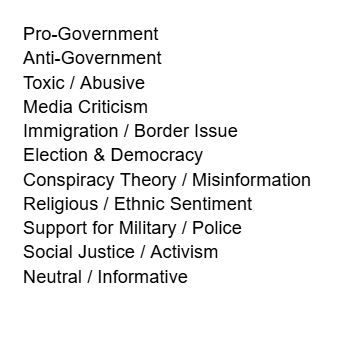 Pro-Government
Anti-Government
Toxic / Abusive
Media Criticism
Immigration / Border Issue
Election & Democracy
Conspiracy Theory / Misinformation
Religious / Ethnic Sentiment
Support for Military / Police
Social Justice / Activism
Neutral / Informative